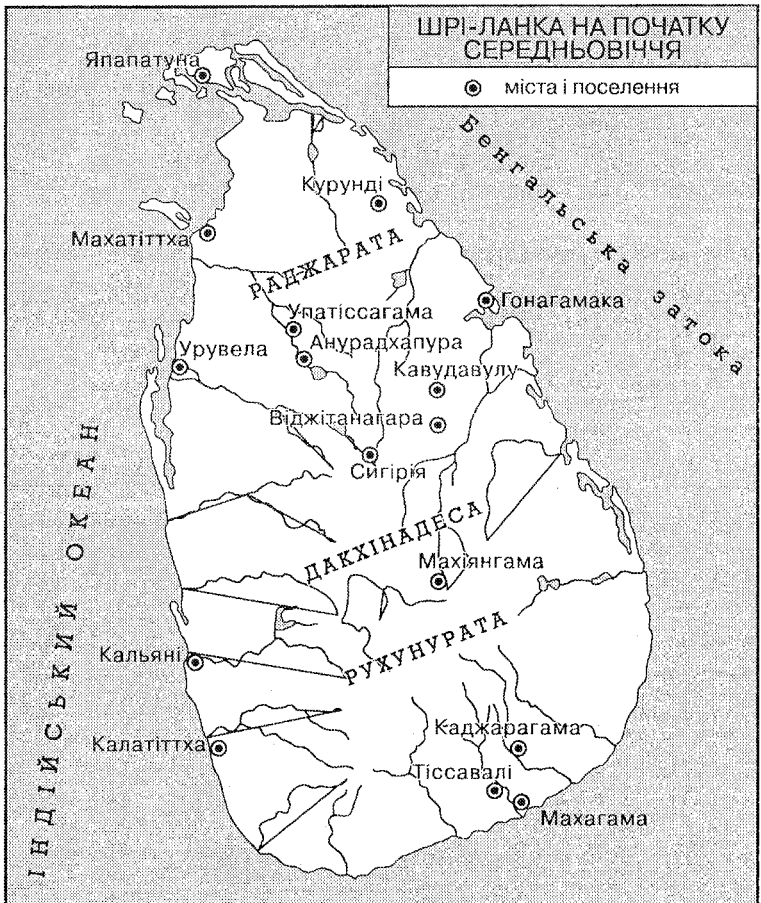 ШРІ-ЛАНКА НА ПОЧАТКУ
СЕРЕДНЬОВІЧЧЯ
міста і поселення
Япапатуна
Бенгальська затока
Курунді
Махатіттха
РАДЖАРАТА
Гонагамака
Упатіссагама
Анурадхапура
Урувела
Кавудавулу
Віджітанагара
Сигірія
ІНДІЙСЬКИЙ ОКЕАН
ДАКХІНАДЕСА
Махіянгама
РУХУНУРАТА
Кальяні
Каджарагама
Калатіттха
Тіссавалі
Махагама